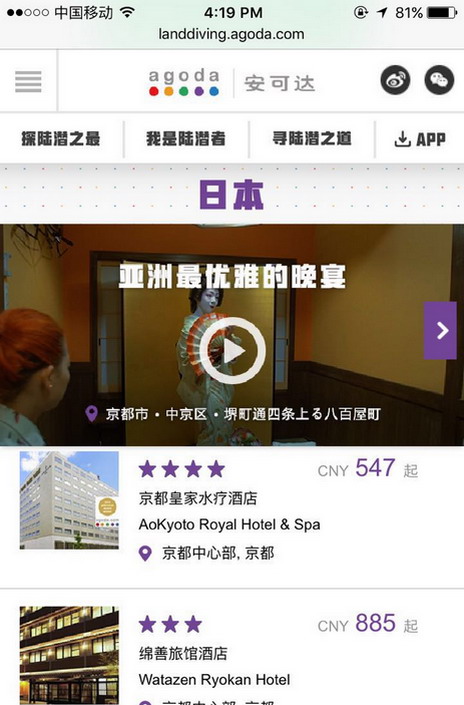 中国移动 4:19 PM 81%
landdiving.agoda.com
agoda 安可达
探陆潜之最 我是陆潜者 寻陆潜之道 APP
日本
亚洲最优雅的晚宴
京都市・中京区・堺町通四条上る八百屋町
CNY 547 起
京都皇家水疗酒店
AoKyoto Royal Hotel & Spa
京都中心部, 京都
CNY 885 起
绵善旅馆酒店
Watazen Ryokan Hotel